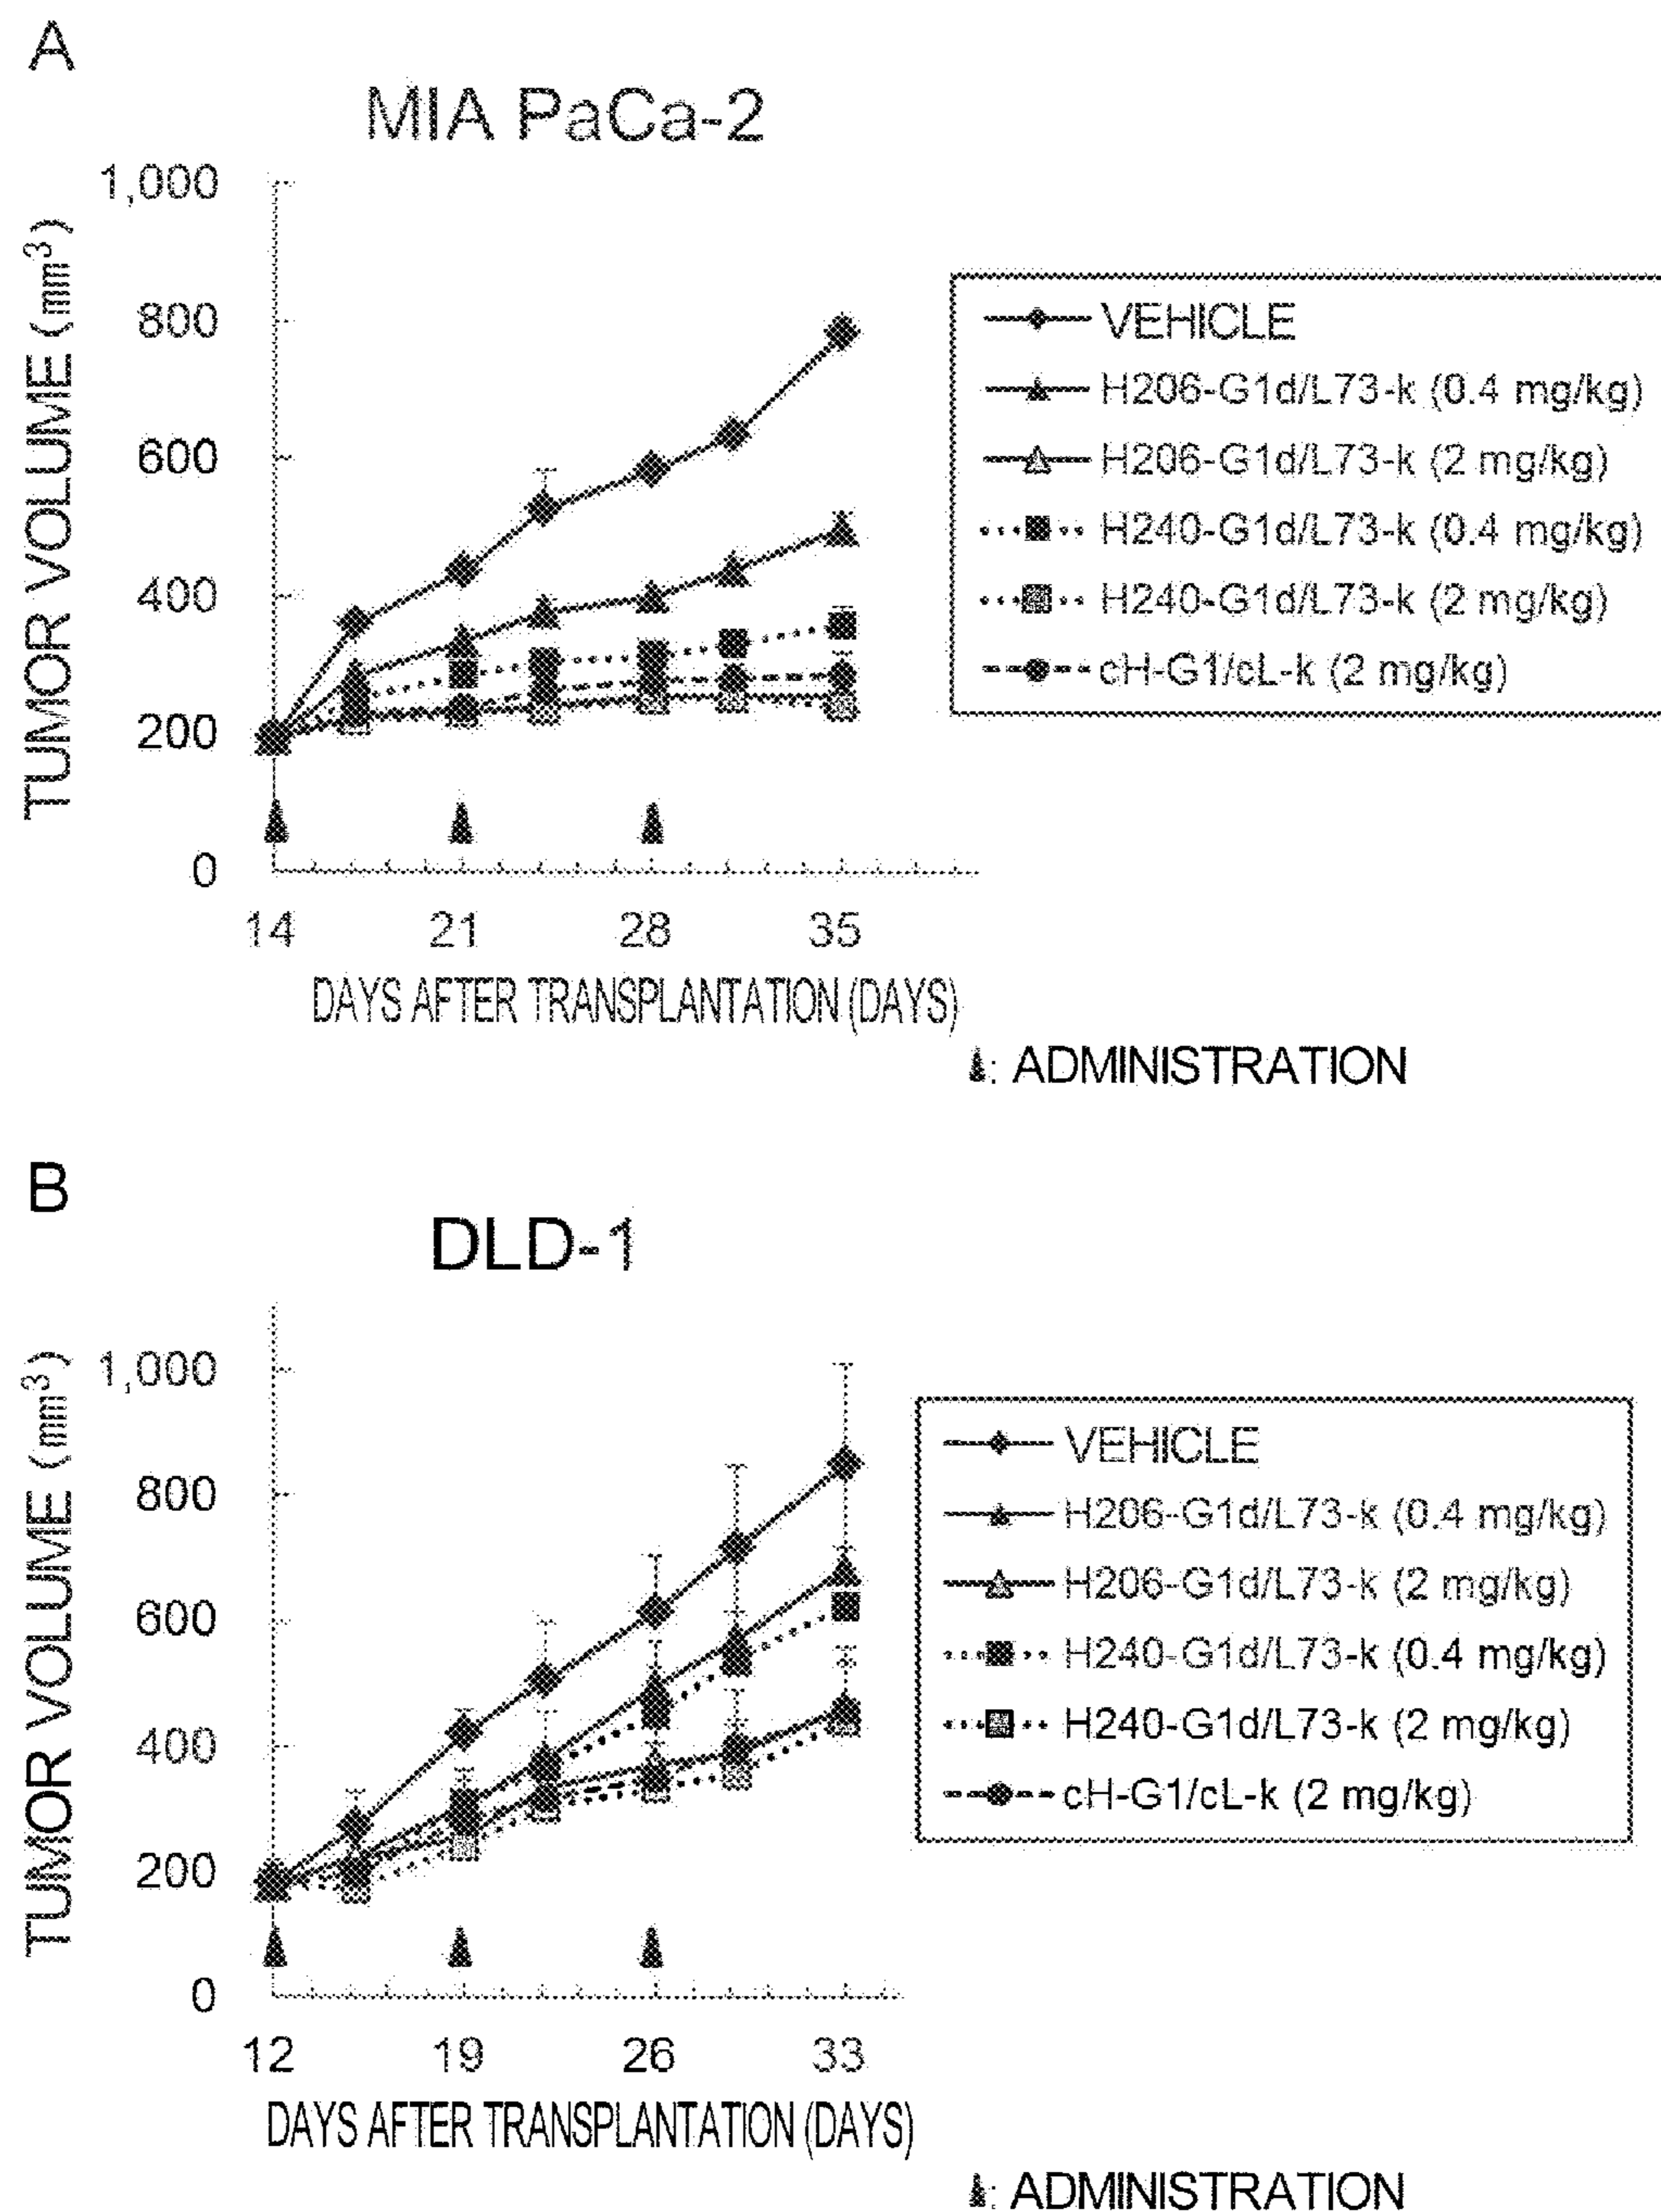 A
MIA PaCa-2
TUMOR VOLUME (mm³)
1,000
800
600
400
200
0
14 21 28 35
DAYS AFTER TRANSPLANTATION (DAYS)
VEHICLE
H206-G1d/L73-k (0.4 mg/kg)
H206-G1d/L73-k (2 mg/kg)
H240-G1d/L73-k (0.4 mg/kg)
H240-G1d/L73-k (2 mg/kg)
cH-G1/cL-k (2 mg/kg)
: ADMINISTRATION
B
DLD-1
TUMOR VOLUME (mm³)
1,000
800
600
400
200
0
12 19 26 33
DAYS AFTER TRANSPLANTATION (DAYS)
VEHICLE
H206-G1d/L73-k (0.4 mg/kg)
H206-G1d/L73-k (2 mg/kg)
H240-G1d/L73-k (0.4 mg/kg)
H240-G1d/L73-k (2 mg/kg)
cH-G1/cL-k (2 mg/kg)
: ADMINISTRATION